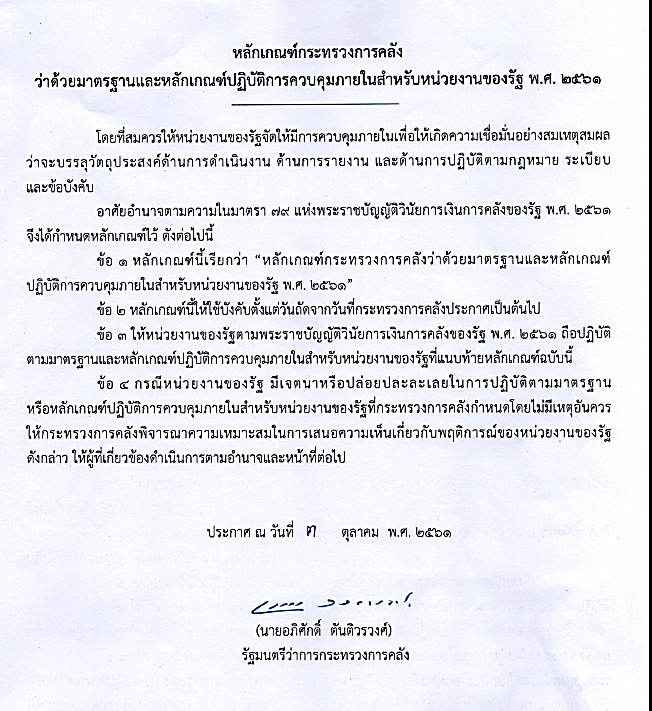 หลักเกณฑ์กระทรวงการคลัง
ว่าด้วยมาตรฐานและหลักเกณฑ์ปฏิบัติการควบคุมภายในสำหรับหน่วยงานของรัฐ พ.ศ. ๒๕๖๑
โดยที่สมควรให้หน่วยงานของรัฐจัดให้มีการควบคุมภายในเพื่อให้เกิดความเชื่อมั่นอย่างสมเหตุสมผล
ว่าจะบรรลุวัตถุประสงค์ด้านการดำเนินงาน ด้านการรายงาน และด้านการปฏิบัติตามกฎหมาย ระเบียบ
และข้อบังคับ
อาศัยอำนาจตามความในมาตรา ๗๙ แห่งพระราชบัญญัติวินัยการเงินการคลังของรัฐ พ.ศ. ๒๕๖๑
จึงได้กำหนดหลักเกณฑ์ไว้ ดังต่อไปนี้
ข้อ ๑ หลักเกณฑ์นี้เรียกว่า “หลักเกณฑ์กระทรวงการคลังว่าด้วยมาตรฐานและหลักเกณฑ์
ปฏิบัติการควบคุมภายในสำหรับหน่วยงานของรัฐ พ.ศ. ๒๕๖๑”
ข้อ ๒ หลักเกณฑ์นี้ให้ใช้บังคับตั้งแต่วันถัดจากวันที่กระทรวงการคลังประกาศเป็นต้นไป
ข้อ ๓ ให้หน่วยงานของรัฐตามพระราชบัญญัติวินัยการเงินการคลังของรัฐ พ.ศ. ๒๕๖๑ ถือปฏิบัติ
ตามมาตรฐานและหลักเกณฑ์ปฏิบัติการควบคุมภายในสำหรับหน่วยงานของรัฐที่แนบท้ายหลักเกณฑ์ฉบับนี้
ข้อ ๔ กรณีหน่วยงานของรัฐ มีเจตนาหรือปล่อยปละละเลยในการปฏิบัติตามมาตรฐาน
หรือหลักเกณฑ์ปฏิบัติการควบคุมภายในสำหรับหน่วยงานของรัฐที่กระทรวงการคลังกำหนดโดยไม่มีเหตุอันควร
ให้กระทรวงการคลังพิจารณาความเหมาะสมในการเสนอความเห็นเกี่ยวกับพฤติการณ์ของหน่วยงานของรัฐ
ดังกล่าว ให้ผู้ที่เกี่ยวข้องดำเนินการตามอำนาจและหน้าที่ต่อไป
ประกาศ ณ วันที่ ๓ ตุลาคม พ.ศ. ๒๕๖๑
(นายอภิศักดิ์ ตันติวรวงศ์)
รัฐมนตรีว่าการกระทรวงการคลัง